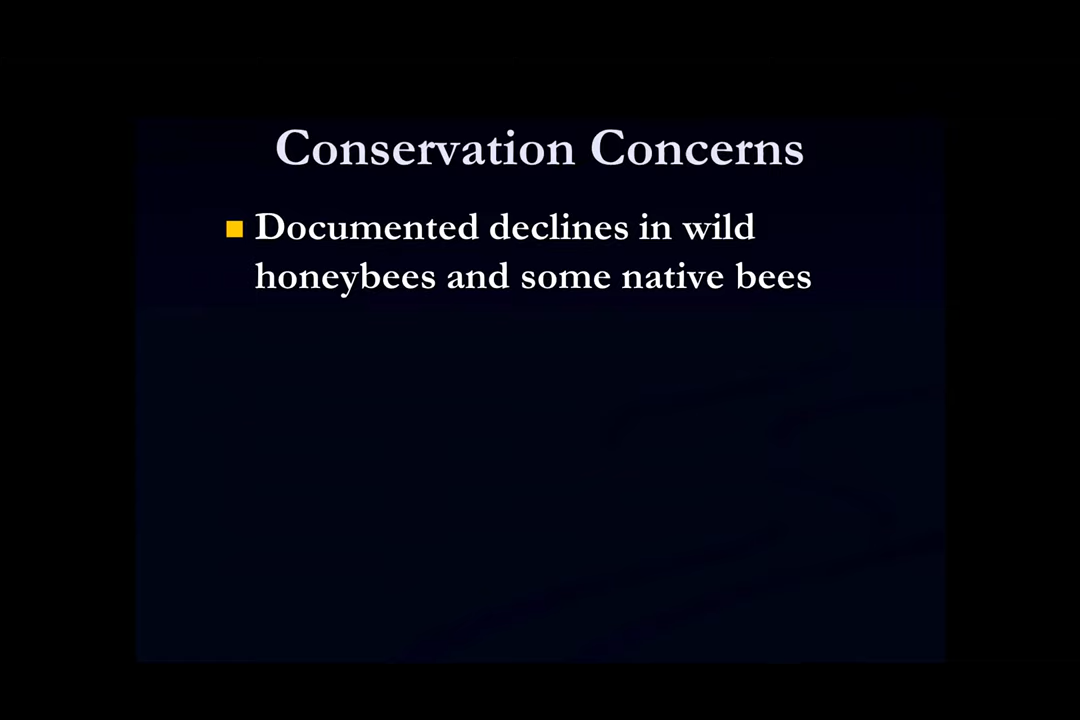 Conservation Concerns
Documented declines in wild
honeybees and some native bees